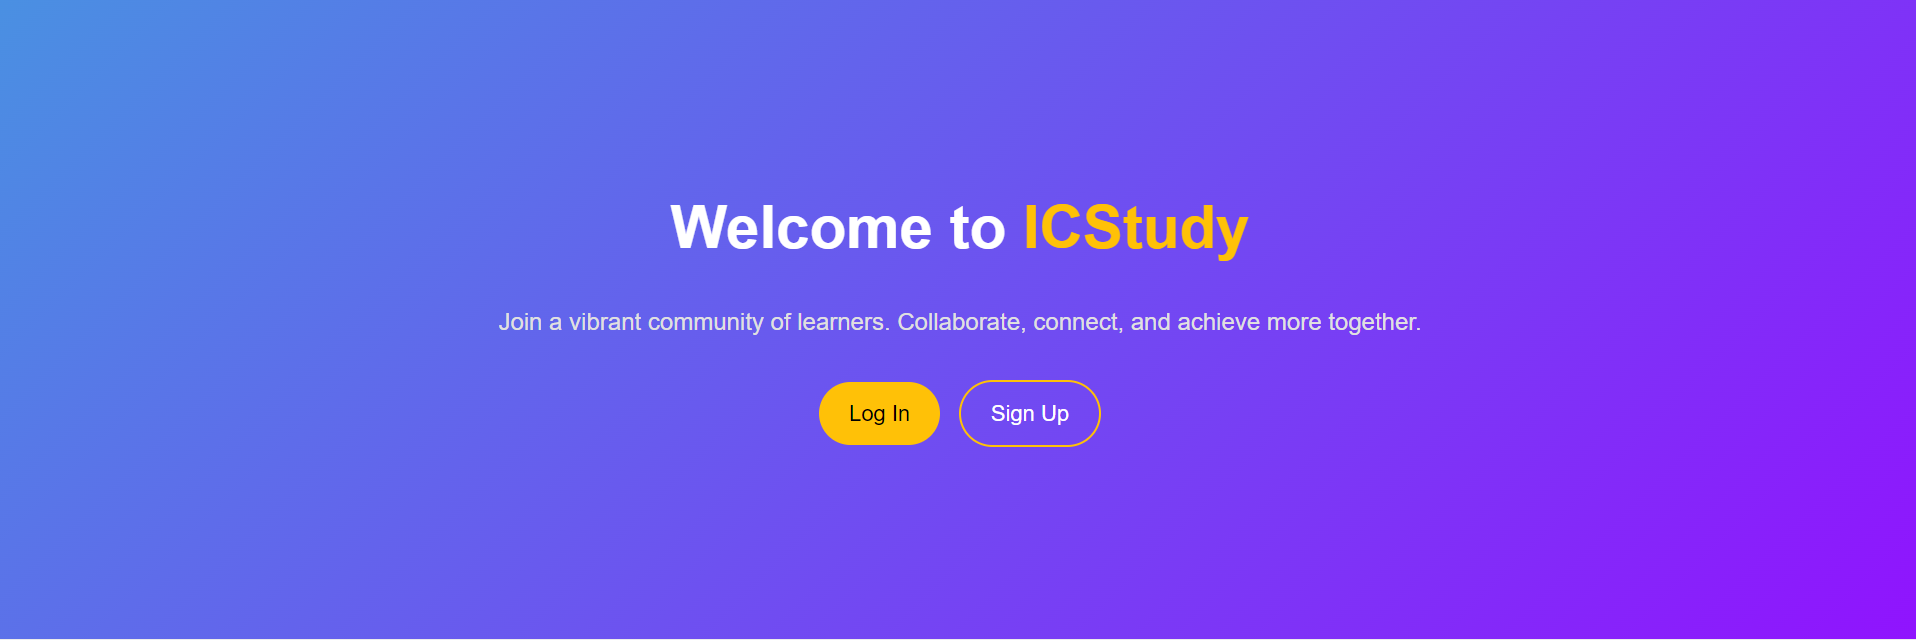 Welcome to ICStudy
Join a vibrant community of learners. Collaborate, connect, and achieve more together.
Log In
Sign Up